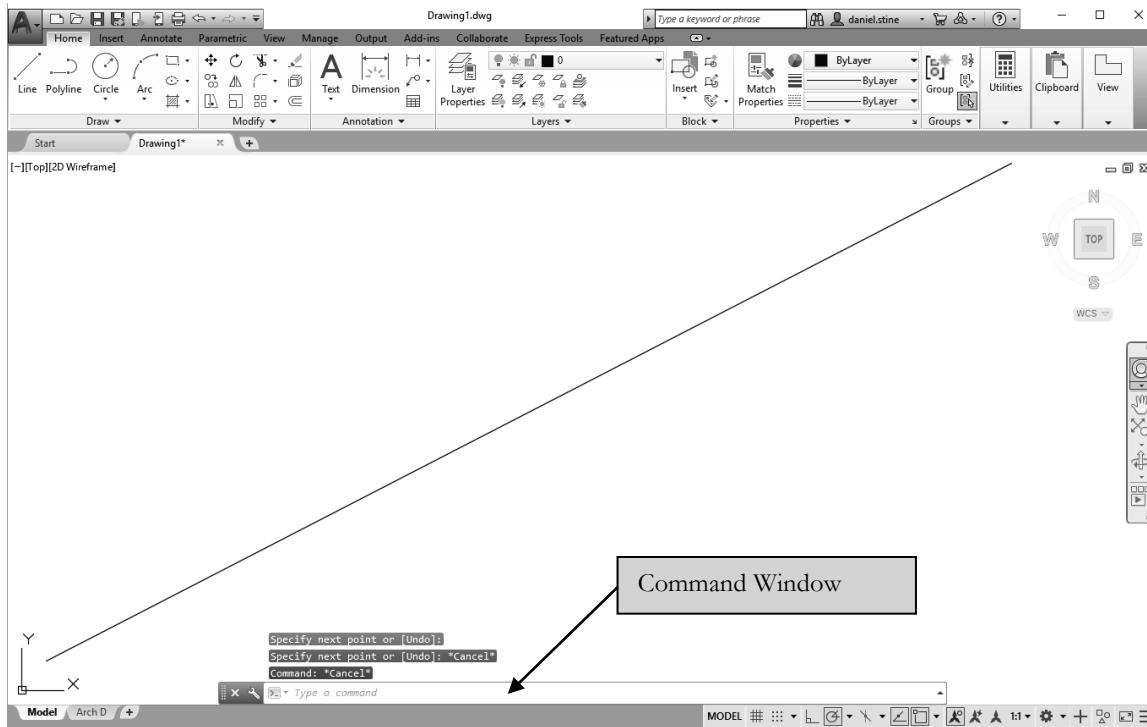 A
Drawing1.dwg
Type a keyword or phrase
daniel.stine
?
Home Insert Annotate Parametric View Manage Output Add-ins Collaborate Express Tools Featured Apps
0
ByLayer
ByLayer
ByLayer
Line Polyline Circle Arc
A
Text Dimension
Layer Properties
Insert
Match Properties
Group
Utilities
Clipboard
View
Draw Modify Annotation Layers Block Properties Groups
Start Drawing1* +
[−][Top][2D Wireframe]
N
W TOP E
S
WCS
Command Window
Specify next point or [Undo]:
Specify next point or [Undo]: *Cancel*
Command: *Cancel*
Type a command
Y
X
Model Arch D +
MODEL 1:1